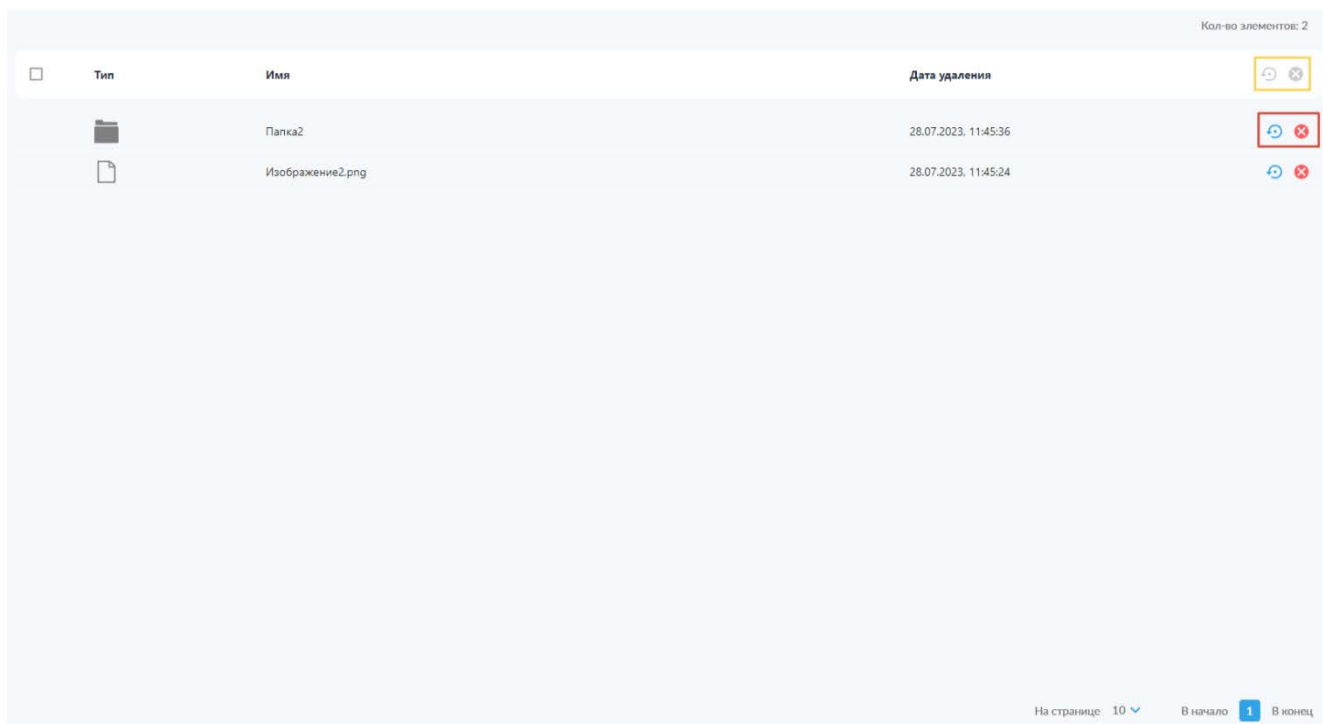 Кол-во элементов: 2
Тип Имя Дата удаления
Папка2 28.07.2023, 11:45:36
Изображение2.png 28.07.2023, 11:45:24
На странице 10 В начало 1 В конец